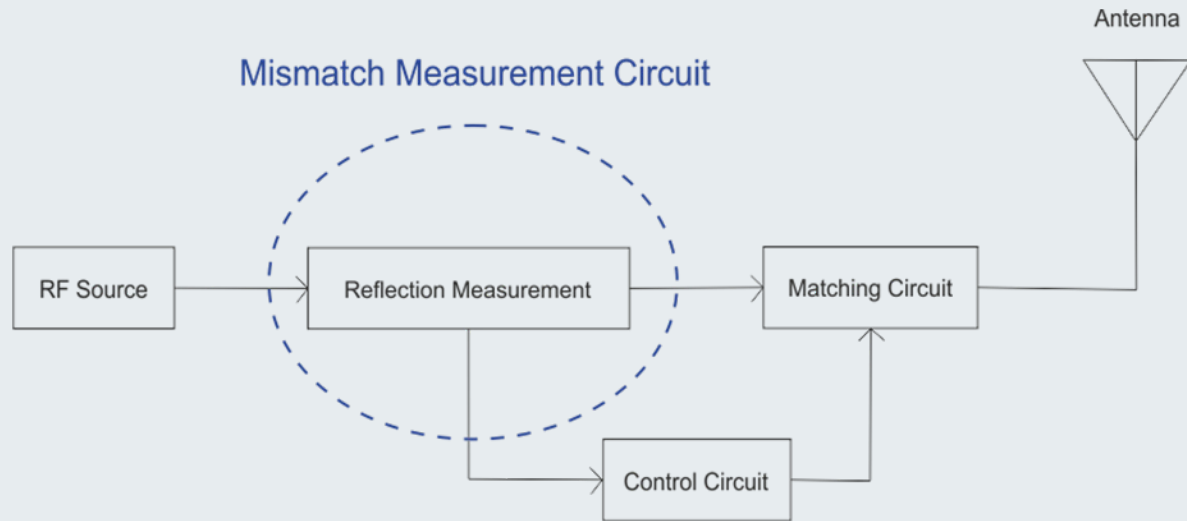 Antenna
Mismatch Measurement Circuit
RF Source
Reflection Measurement
Matching Circuit
Control Circuit